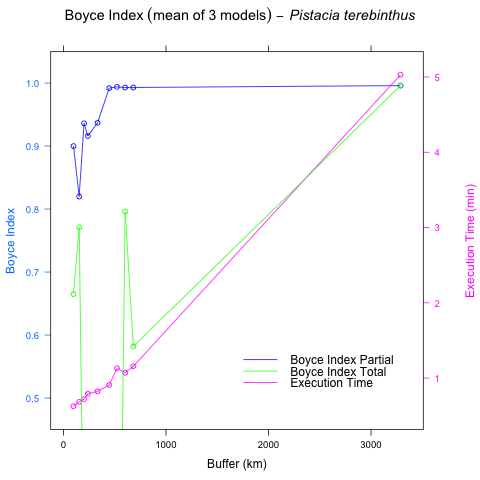 Boyce Index (mean of 3 models) – Pistacia terebinthus
1.0
0.9
0.8
0.7
0.6
0.5
Boyce Index
5
4
3
2
1
Execution Time (min)
Boyce Index Partial
Boyce Index Total
Execution Time
0 1000 2000 3000
Buffer (km)